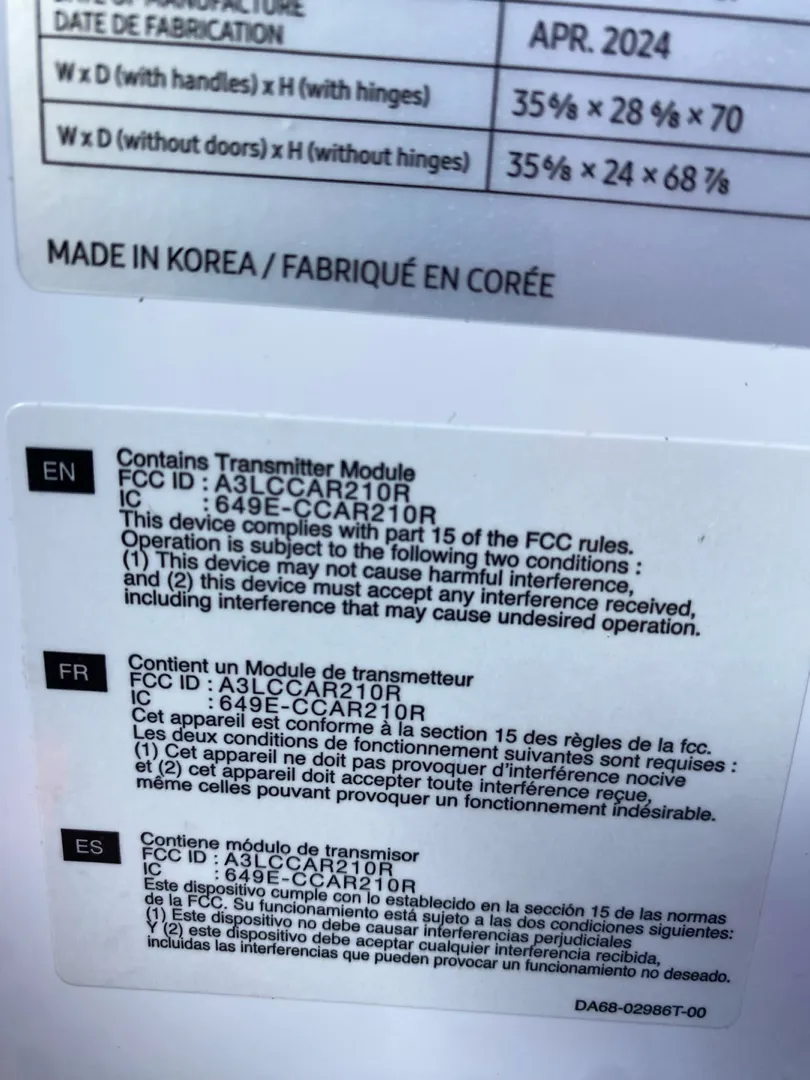 DATE OF MANUFACTURE
DATE DE FABRICATION
APR. 2024
W x D (with handles) x H (with hinges)
35 6/8 × 28 6/8 × 70
W x D (without doors) x H (without hinges)
35 6/8 × 24 × 68 7/8
MADE IN KOREA / FABRIQUÉ EN CORÉE
EN
Contains Transmitter Module
FCC ID : A3LCCAR210R
IC : 649E-CCAR210R
This device complies with part 15 of the FCC rules.
Operation is subject to the following two conditions :
(1) This device may not cause harmful interference,
and (2) this device must accept any interference received,
including interference that may cause undesired operation.
FR
Contient un Module de transmetteur
FCC ID : A3LCCAR210R
IC : 649E-CCAR210R
Cet appareil est conforme à la section 15 des règles de la fcc.
Les deux conditions de fonctionnement suivantes sont requises :
(1) Cet appareil ne doit pas provoquer d'interférence nocive
et (2) cet appareil doit accepter toute interférence reçue,
même celles pouvant provoquer un fonctionnement indésirable.
ES
Contiene módulo de transmisor
FCC ID : A3LCCAR210R
IC : 649E-CCAR210R
Este dispositivo cumple con lo establecido en la sección 15 de las normas
de la FCC. Su funcionamiento está sujeto a las dos condiciones siguientes:
(1) Este dispositivo no debe causar interferencias perjudiciales
Y (2) este dispositivo debe aceptar cualquier interferencia recibida,
incluidas las interferencias que pueden provocar un funcionamiento no deseado.
DA68-02986T-00